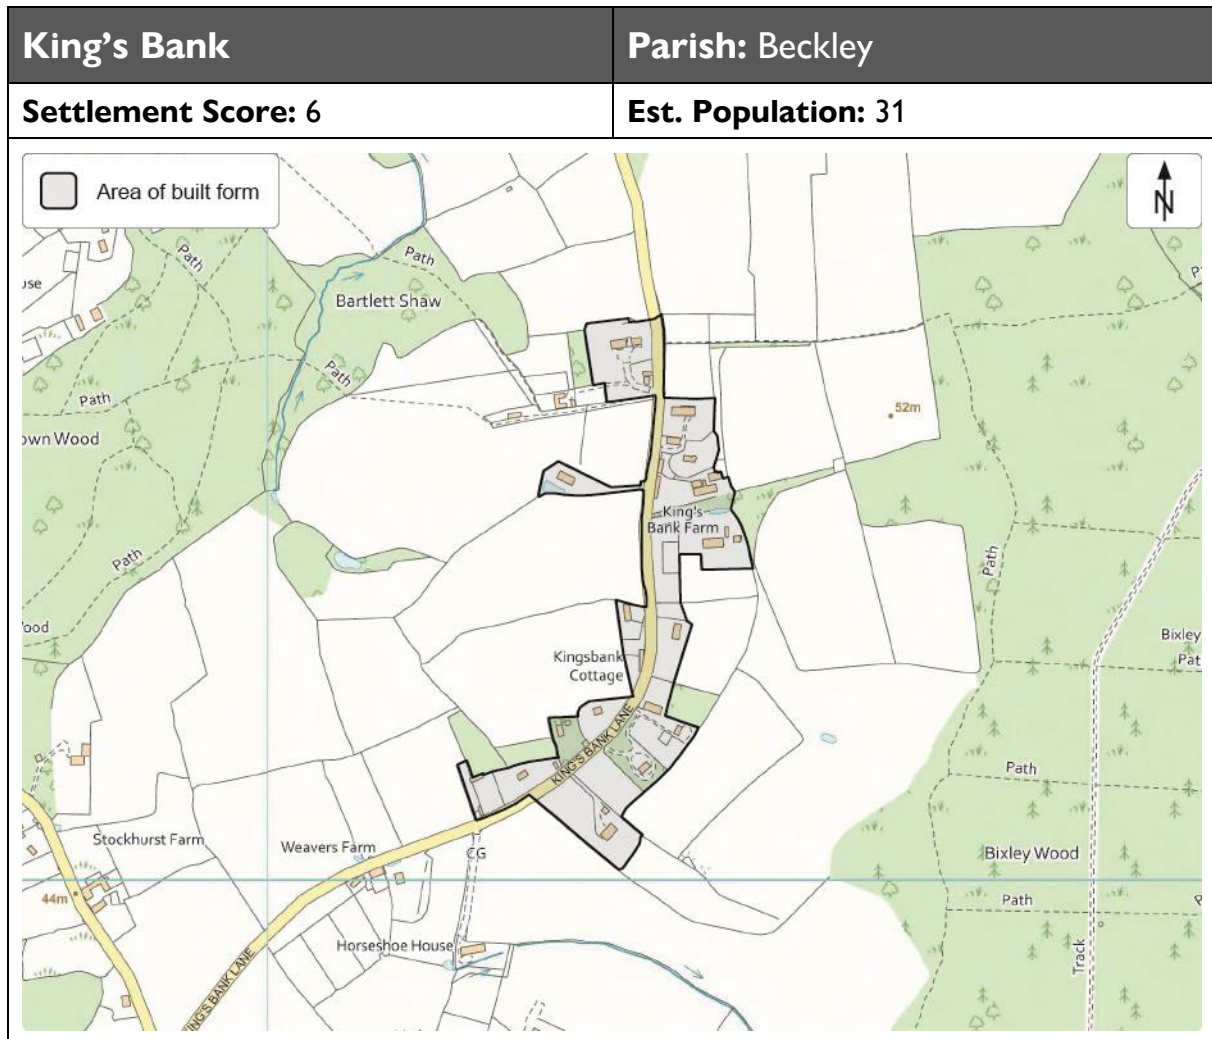 King's Bank
Parish: Beckley
Settlement Score: 6
Est. Population: 31
Area of built form
N
Path
Path
Bartlett Shaw
Path
Path
52m
own Wood
King's
Bank Farm
Path
Path
Kingsbank
Cottage
Bixley
Pat
KING'S BANK LANE
Path
Stockhurst Farm
Weavers Farm
CG
Bixley Wood
44m
Path
Horseshoe House
Track
KING'S BANK LANE